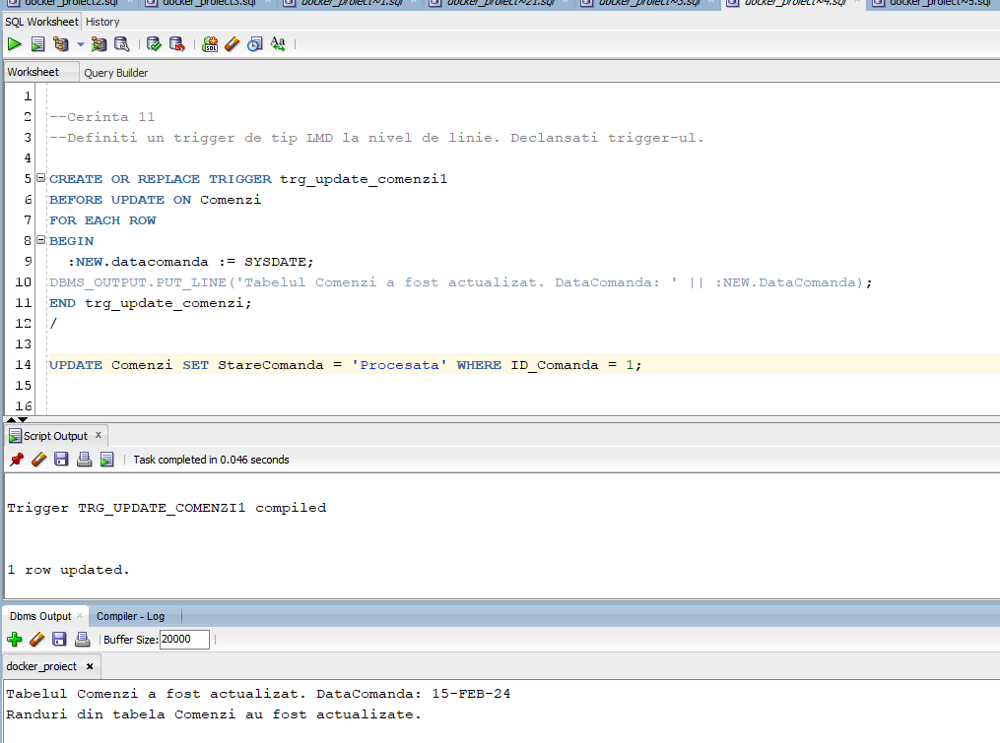 docker_proiect2.sql docker_proiect3.sql docker_proiect~1.sql docker_proiect~21.sql docker_proiect~3.sql docker_proiect~4.sql docker_proiect~5.sql
SQL Worksheet History
Worksheet Query Builder
1
2 --Cerinta 11
3 --Definiti un trigger de tip LMD la nivel de linie. Declansati trigger-ul.
4
5 CREATE OR REPLACE TRIGGER trg_update_comenzi1
6 BEFORE UPDATE ON Comenzi
7 FOR EACH ROW
8 BEGIN
9 :NEW.datacomanda := SYSDATE;
10 DBMS_OUTPUT.PUT_LINE('Tabelul Comenzi a fost actualizat. DataComanda: ' || :NEW.DataComanda);
11 END trg_update_comenzi;
12 /
13
14 UPDATE Comenzi SET StareComanda = 'Procesata' WHERE ID_Comanda = 1;
15
16
Script Output x
Task completed in 0.046 seconds
Trigger TRG_UPDATE_COMENZI1 compiled
1 row updated.
Dbms Output x Compiler - Log
Buffer Size: 20000
docker_proiect x
Tabelul Comenzi a fost actualizat. DataComanda: 15-FEB-24
Randuri din tabela Comenzi au fost actualizate.